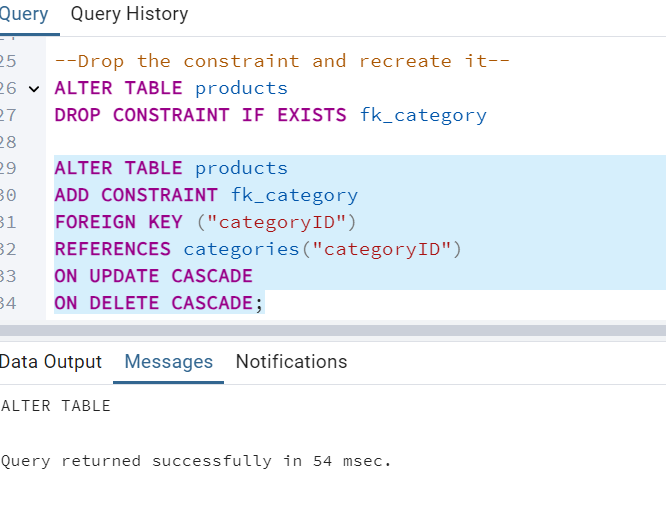 Query Query History
25 --Drop the constraint and recreate it--
26 ALTER TABLE products
27 DROP CONSTRAINT IF EXISTS fk_category
28
29 ALTER TABLE products
30 ADD CONSTRAINT fk_category
31 FOREIGN KEY ("categoryID")
32 REFERENCES categories("categoryID")
33 ON UPDATE CASCADE
34 ON DELETE CASCADE;
Data Output Messages Notifications
ALTER TABLE
Query returned successfully in 54 msec.